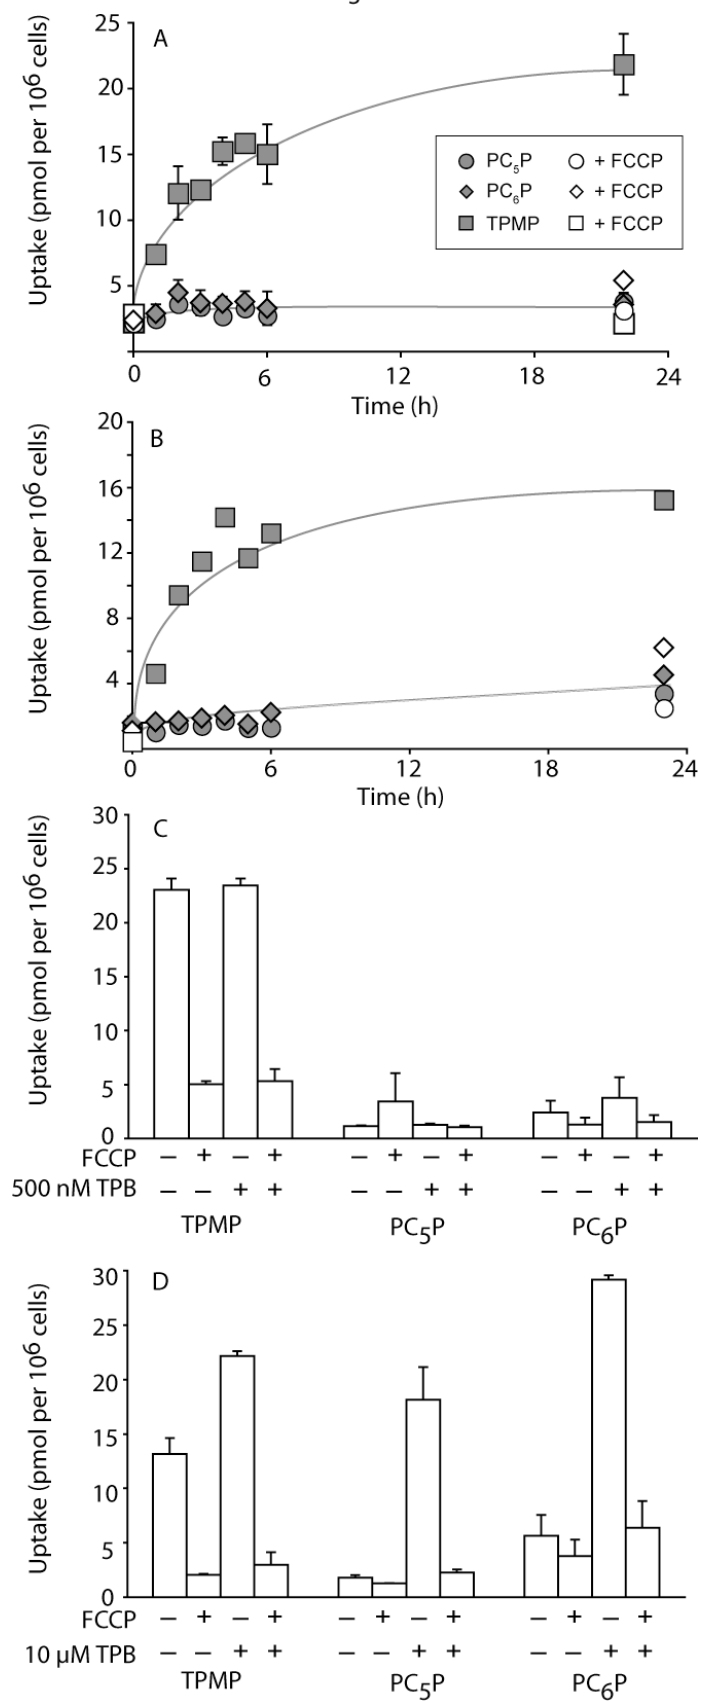 25
A
20
15
10
5
Uptake (pmol per 10⁶ cells)
PC₅P + FCCP
PC₆P + FCCP
TPMP + FCCP
0 6 12 18 24
Time (h)
20
B
16
12
8
4
Uptake (pmol per 10⁶ cells)
0 6 12 18 24
Time (h)
30
C
25
20
15
10
5
0
Uptake (pmol per 10⁶ cells)
FCCP – + – + – + – + – + – +
500 nM TPB – – + + – – + + – – + +
TPMP PC₅P PC₆P
30
D
25
20
15
10
5
0
Uptake (pmol per 10⁶ cells)
FCCP – + – + – + – + – + – +
10 µM TPB – – + + – – + + – – + +
TPMP PC₅P PC₆P